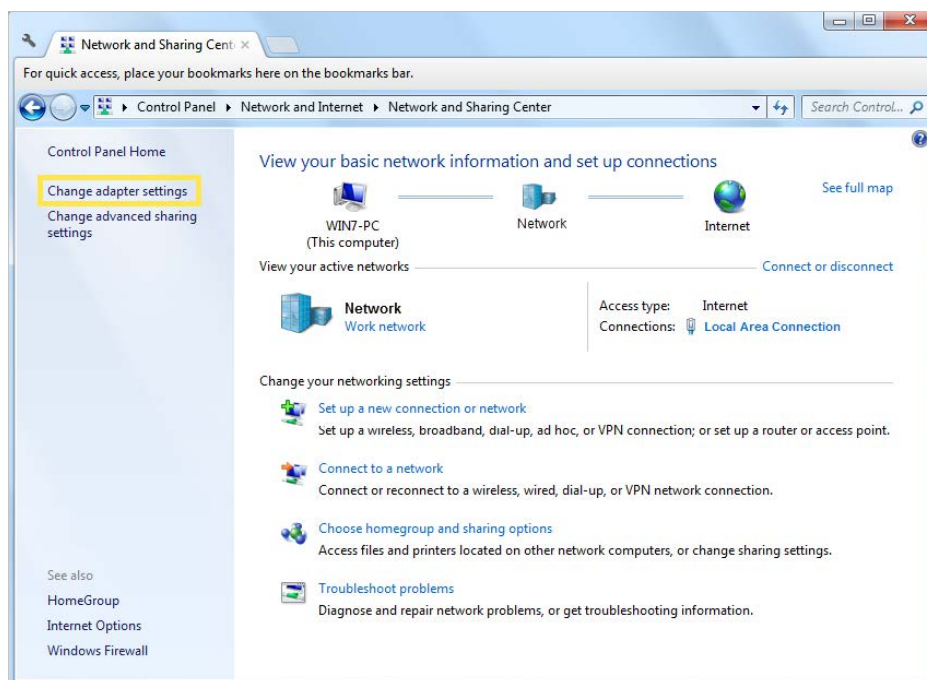 Network and Sharing Cent
For quick access, place your bookmarks here on the bookmarks bar.
Control Panel Network and Internet Network and Sharing Center
Search Control...
Control Panel Home
Change adapter settings
Change advanced sharing
settings
View your basic network information and set up connections
See full map
WIN7-PC
(This computer)
Network
Internet
View your active networks
Connect or disconnect
Network
Work network
Access type: Internet
Connections: Local Area Connection
Change your networking settings
Set up a new connection or network
Set up a wireless, broadband, dial-up, ad hoc, or VPN connection; or set up a router or access point.
Connect to a network
Connect or reconnect to a wireless, wired, dial-up, or VPN network connection.
Choose homegroup and sharing options
Access files and printers located on other network computers, or change sharing settings.
Troubleshoot problems
Diagnose and repair network problems, or get troubleshooting information.
See also
HomeGroup
Internet Options
Windows Firewall